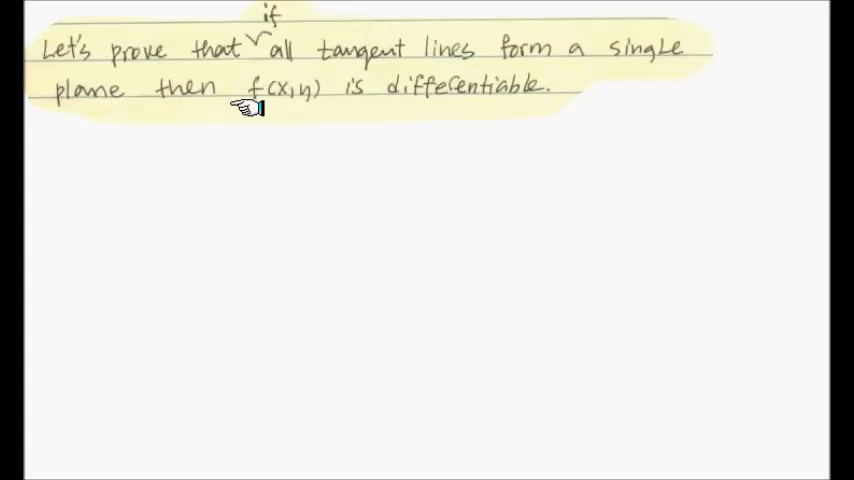 Let's prove that if all tangent lines form a single
plane then f(x,y) is differentiable.